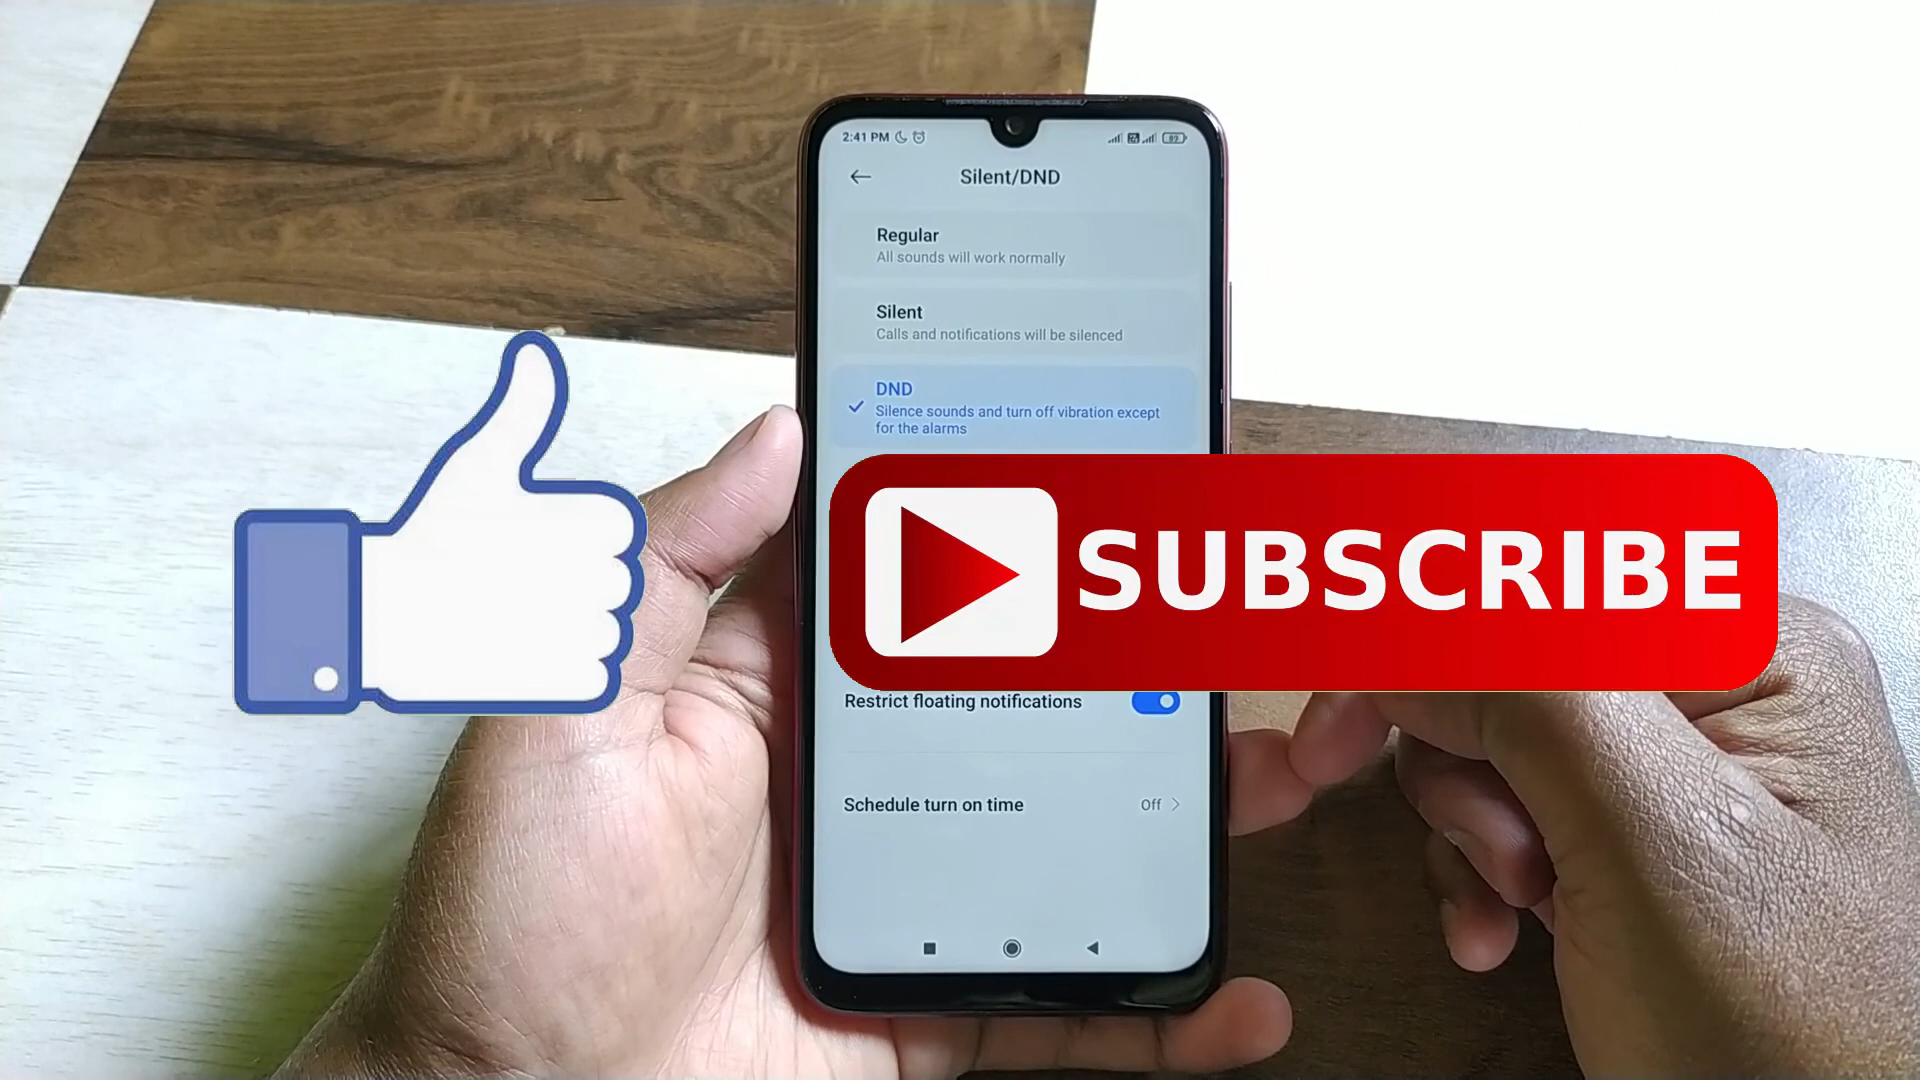 2:41 PM
89
Silent/DND
Regular
All sounds will work normally
Silent
Calls and notifications will be silenced
DND
Silence sounds and turn off vibration except
for the alarms
SUBSCRIBE
Restrict floating notifications
Schedule turn on time
Off